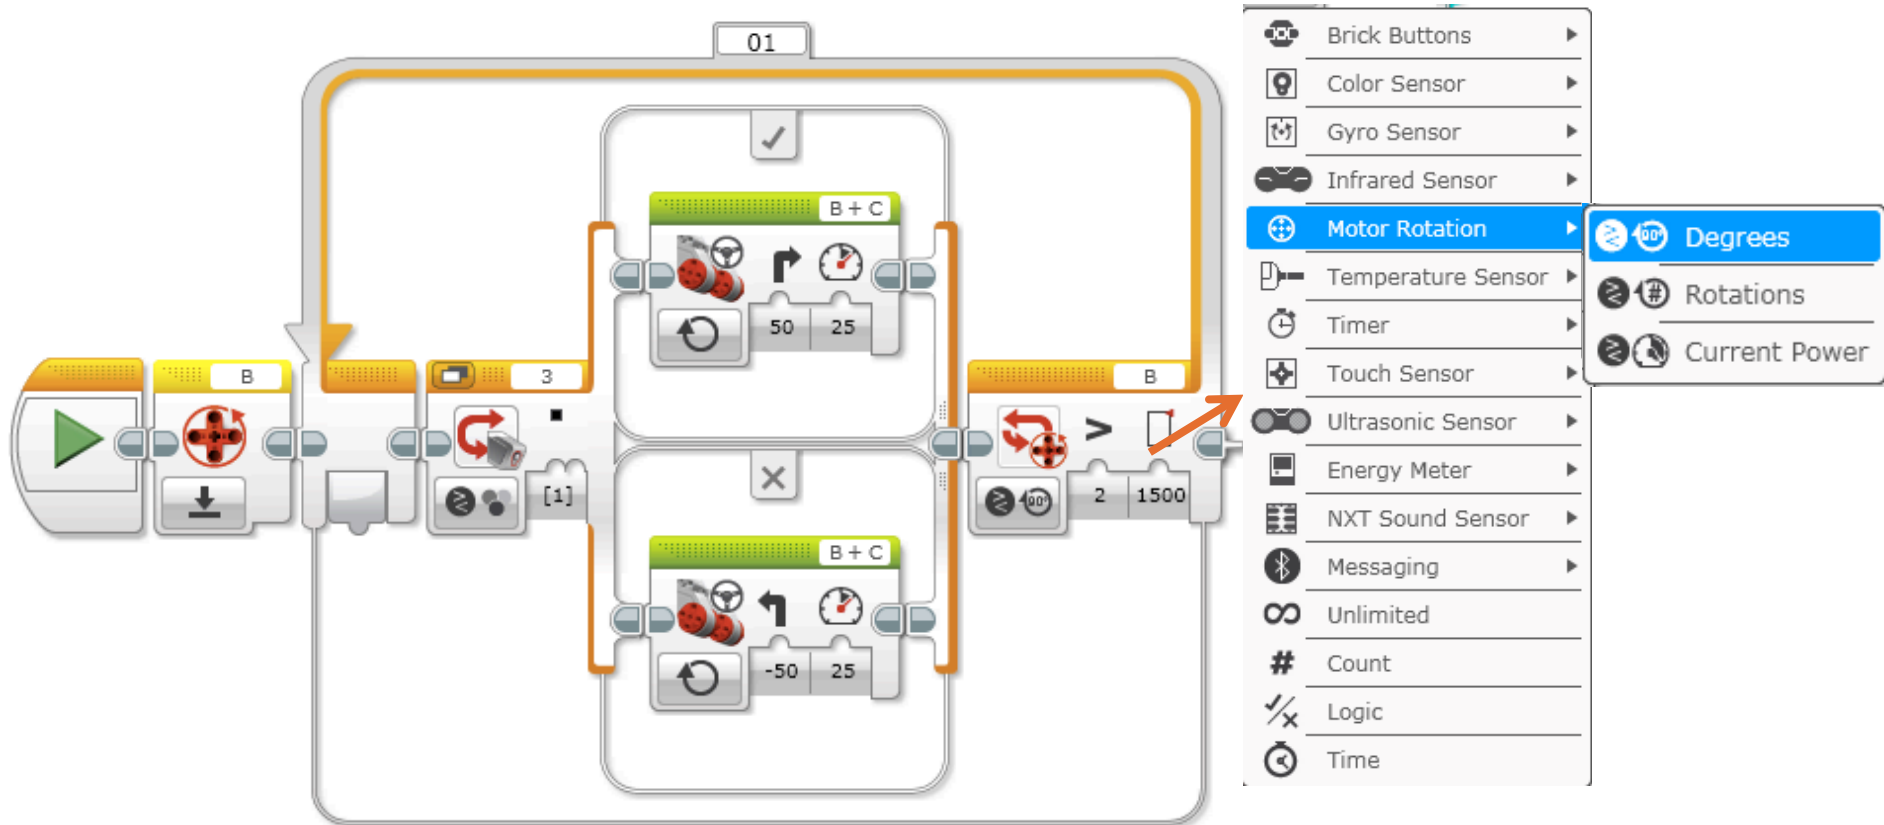 01
B
3
[1]
B + C
50 25
B + C
-50 25
B
2 1500
Brick Buttons
Color Sensor
Gyro Sensor
Infrared Sensor
Motor Rotation
Temperature Sensor
Timer
Touch Sensor
Ultrasonic Sensor
Energy Meter
NXT Sound Sensor
Messaging
Unlimited
# Count
Logic
Time
90° Degrees
# Rotations
Current Power